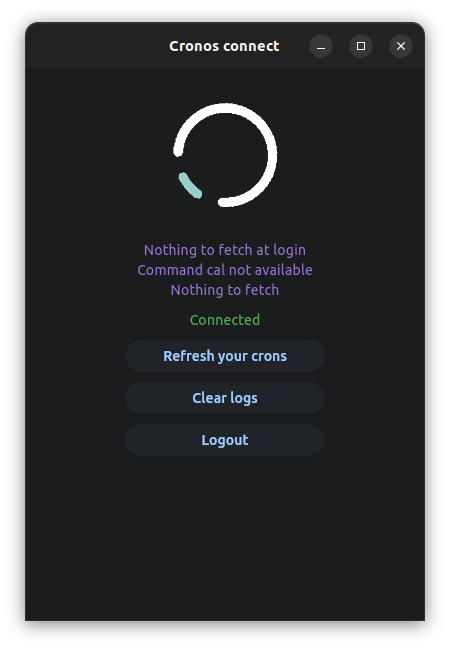 Cronos connect
Nothing to fetch at login
Command cal not available
Nothing to fetch
Connected
Refresh your crons
Clear logs
Logout